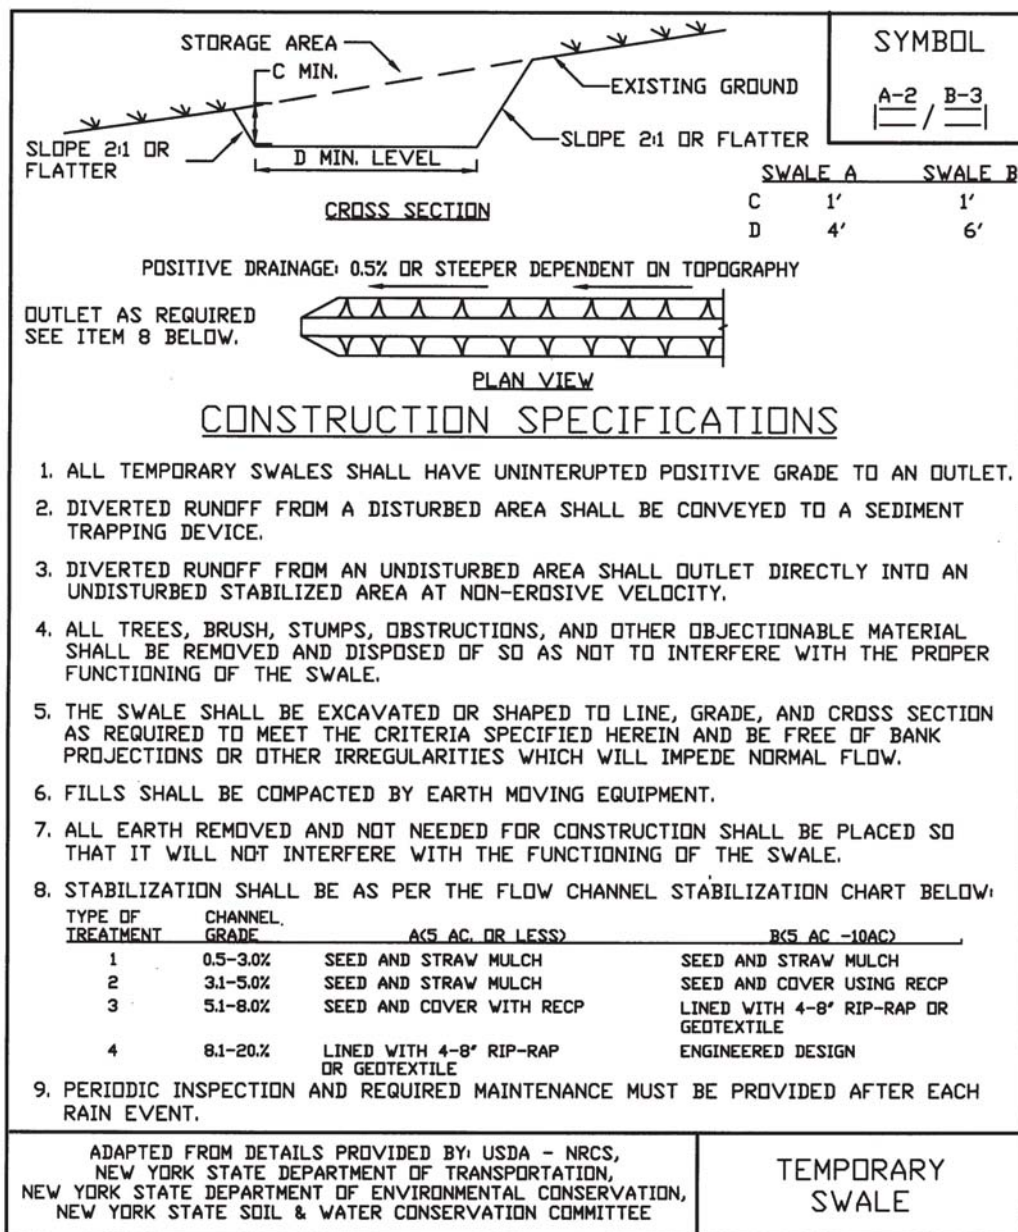 STORAGE AREA
C MIN.
EXISTING GROUND
SLOPE 2:1 OR
FLATTER
SLOPE 2:1 OR FLATTER
D MIN. LEVEL
CROSS SECTION
SYMBOL
A-2 / B-3
SWALE A SWALE B
C 1' 1'
D 4' 6'
POSITIVE DRAINAGE: 0.5% OR STEEPER DEPENDENT ON TOPOGRAPHY
OUTLET AS REQUIRED
SEE ITEM 8 BELOW.
PLAN VIEW
CONSTRUCTION SPECIFICATIONS
1. ALL TEMPORARY SWALES SHALL HAVE UNINTERUPTED POSITIVE GRADE TO AN OUTLET.
2. DIVERTED RUNOFF FROM A DISTURBED AREA SHALL BE CONVEYED TO A SEDIMENT
TRAPPING DEVICE.
3. DIVERTED RUNOFF FROM AN UNDISTURBED AREA SHALL OUTLET DIRECTLY INTO AN
UNDISTURBED STABILIZED AREA AT NON-EROSIVE VELOCITY.
4. ALL TREES, BRUSH, STUMPS, OBSTRUCTIONS, AND OTHER OBJECTIONABLE MATERIAL
SHALL BE REMOVED AND DISPOSED OF SO AS NOT TO INTERFERE WITH THE PROPER
FUNCTIONING OF THE SWALE.
5. THE SWALE SHALL BE EXCAVATED OR SHAPED TO LINE, GRADE, AND CROSS SECTION
AS REQUIRED TO MEET THE CRITERIA SPECIFIED HEREIN AND BE FREE OF BANK
PROJECTIONS OR OTHER IRREGULARITIES WHICH WILL IMPEDE NORMAL FLOW.
6. FILLS SHALL BE COMPACTED BY EARTH MOVING EQUIPMENT.
7. ALL EARTH REMOVED AND NOT NEEDED FOR CONSTRUCTION SHALL BE PLACED SO
THAT IT WILL NOT INTERFERE WITH THE FUNCTIONING OF THE SWALE.
8. STABILIZATION SHALL BE AS PER THE FLOW CHANNEL STABILIZATION CHART BELOW:
TYPE OF CHANNEL
TREATMENT GRADE A(5 AC. OR LESS) B(5 AC -10AC)
1 0.5-3.0% SEED AND STRAW MULCH SEED AND STRAW MULCH
2 3.1-5.0% SEED AND STRAW MULCH SEED AND COVER USING RECP
3 5.1-8.0% SEED AND COVER WITH RECP LINED WITH 4-8" RIP-RAP OR
GEOTEXTILE
4 8.1-20.% LINED WITH 4-8" RIP-RAP ENGINEERED DESIGN
OR GEOTEXTILE
9. PERIODIC INSPECTION AND REQUIRED MAINTENANCE MUST BE PROVIDED AFTER EACH
RAIN EVENT.
ADAPTED FROM DETAILS PROVIDED BY: USDA - NRCS,
NEW YORK STATE DEPARTMENT OF TRANSPORTATION,
NEW YORK STATE DEPARTMENT OF ENVIRONMENTAL CONSERVATION,
NEW YORK STATE SOIL & WATER CONSERVATION COMMITTEE
TEMPORARY
SWALE